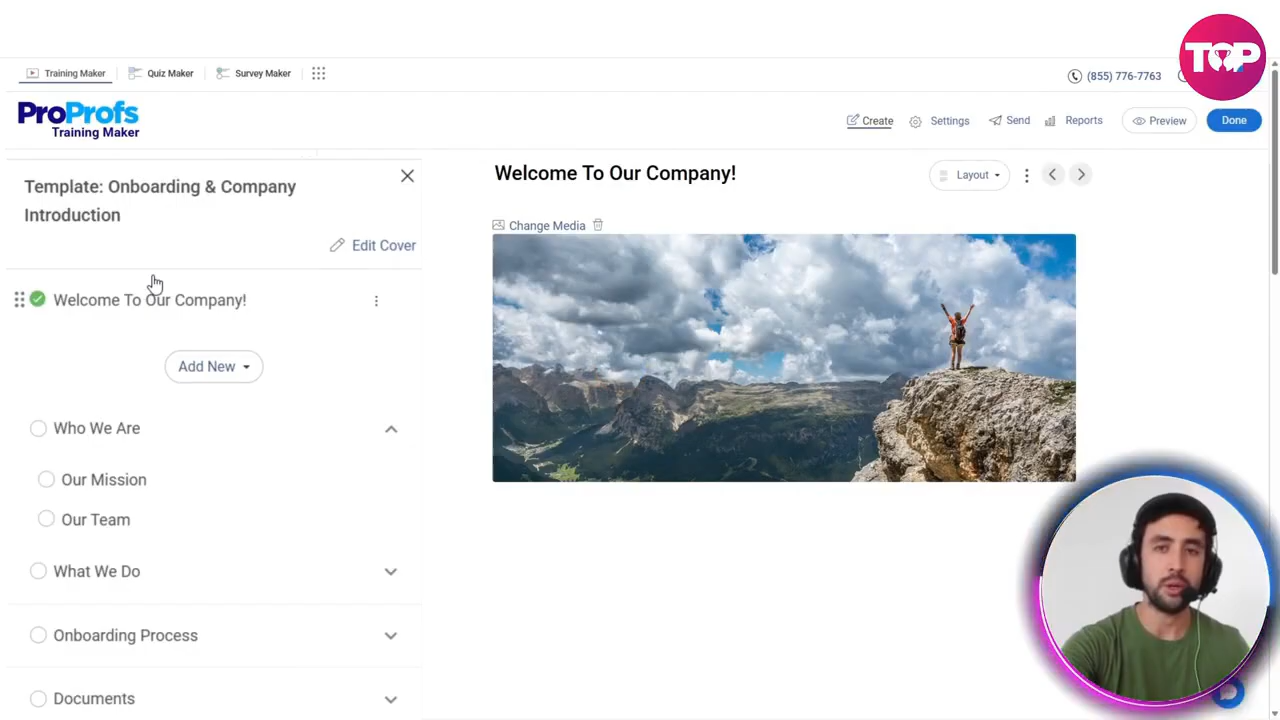 TOP
Training Maker
Quiz Maker
Survey Maker
(855) 776-7763
ProProfs
Training Maker
Create
Settings
Send
Reports
Preview
Done
Template: Onboarding & Company
Introduction
Edit Cover
Welcome To Our Company!
Add New
Who We Are
Our Mission
Our Team
What We Do
Onboarding Process
Documents
Welcome To Our Company!
Layout
Change Media